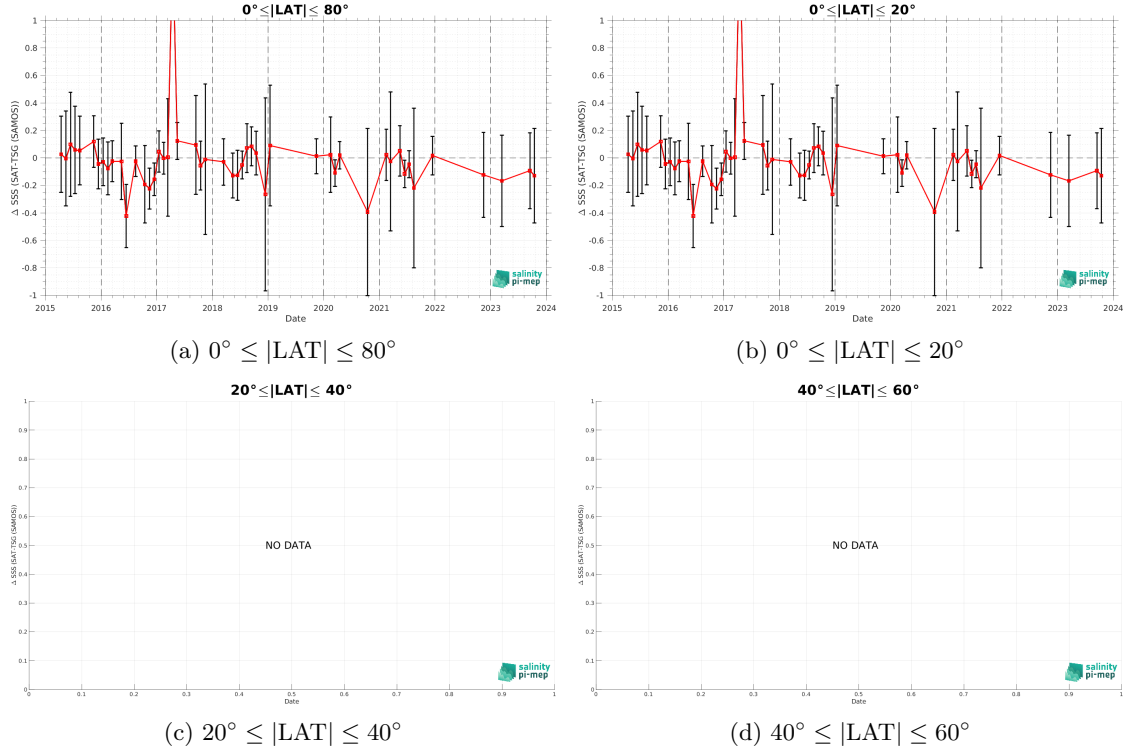 0°≤|LAT|≤ 80°
1
0.8
0.6
0.4
0.2
0
-0.2
-0.4
-0.6
-0.8
-1
Δ SSS (SAT-TSG (SAMOS))
2015 2016 2017 2018 2019 2020 2021 2022 2023 2024
Date
salinity
pi-mep
(a) 0° ≤ |LAT| ≤ 80°
0°≤|LAT|≤ 20°
1
0.8
0.6
0.4
0.2
0
-0.2
-0.4
-0.6
-0.8
-1
Δ SSS (SAT-TSG (SAMOS))
2015 2016 2017 2018 2019 2020 2021 2022 2023 2024
Date
salinity
pi-mep
(b) 0° ≤ |LAT| ≤ 20°
20°≤|LAT|≤ 40°
1
0.9
0.8
0.7
0.6
0.5
0.4
0.3
0.2
0.1
0
Δ SSS (SAT-TSG (SAMOS))
NO DATA
0 0.1 0.2 0.3 0.4 0.5 0.6 0.7 0.8 0.9 1
Date
salinity
pi-mep
(c) 20° ≤ |LAT| ≤ 40°
40°≤|LAT|≤ 60°
1
0.9
0.8
0.7
0.6
0.5
0.4
0.3
0.2
0.1
0
Δ SSS (SAT-TSG (SAMOS))
NO DATA
0 0.1 0.2 0.3 0.4 0.5 0.6 0.7 0.8 0.9 1
Date
salinity
pi-mep
(d) 40° ≤ |LAT| ≤ 60°